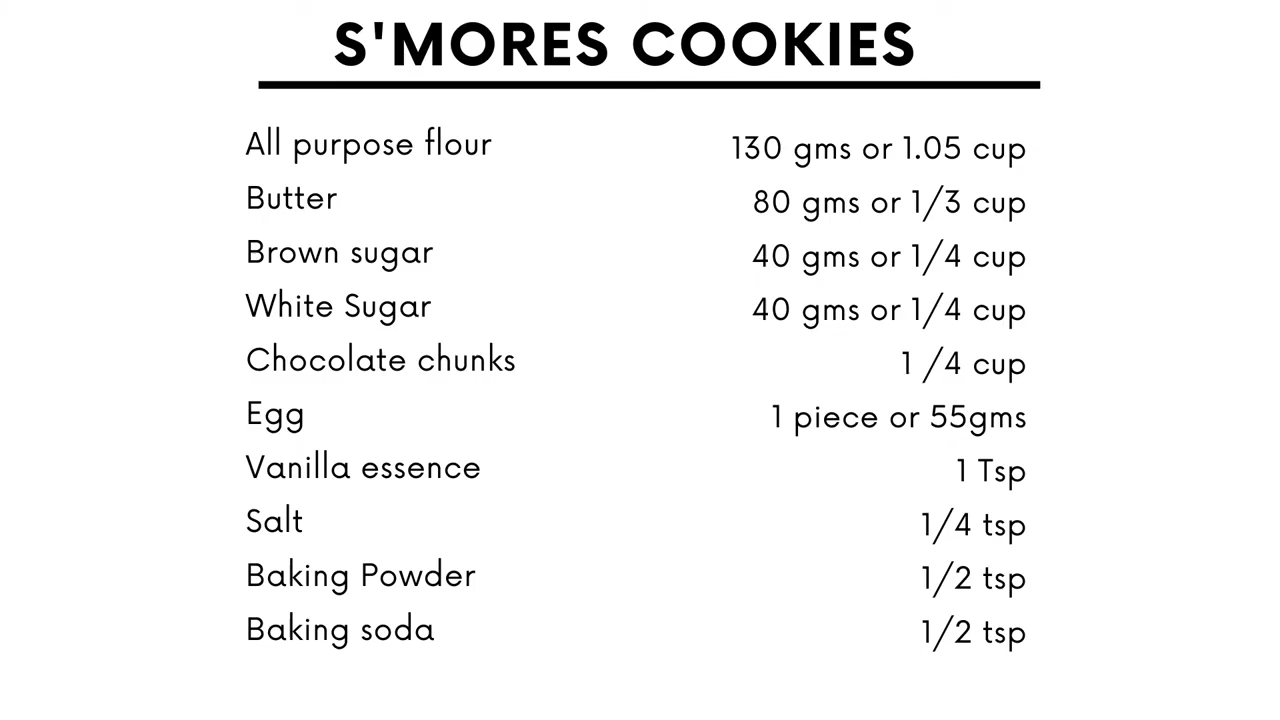 S'MORES COOKIES
All purpose flour 130 gms or 1.05 cup
Butter 80 gms or 1/3 cup
Brown sugar 40 gms or 1/4 cup
White Sugar 40 gms or 1/4 cup
Chocolate chunks 1 /4 cup
Egg 1 piece or 55gms
Vanilla essence 1 Tsp
Salt 1/4 tsp
Baking Powder 1/2 tsp
Baking soda 1/2 tsp